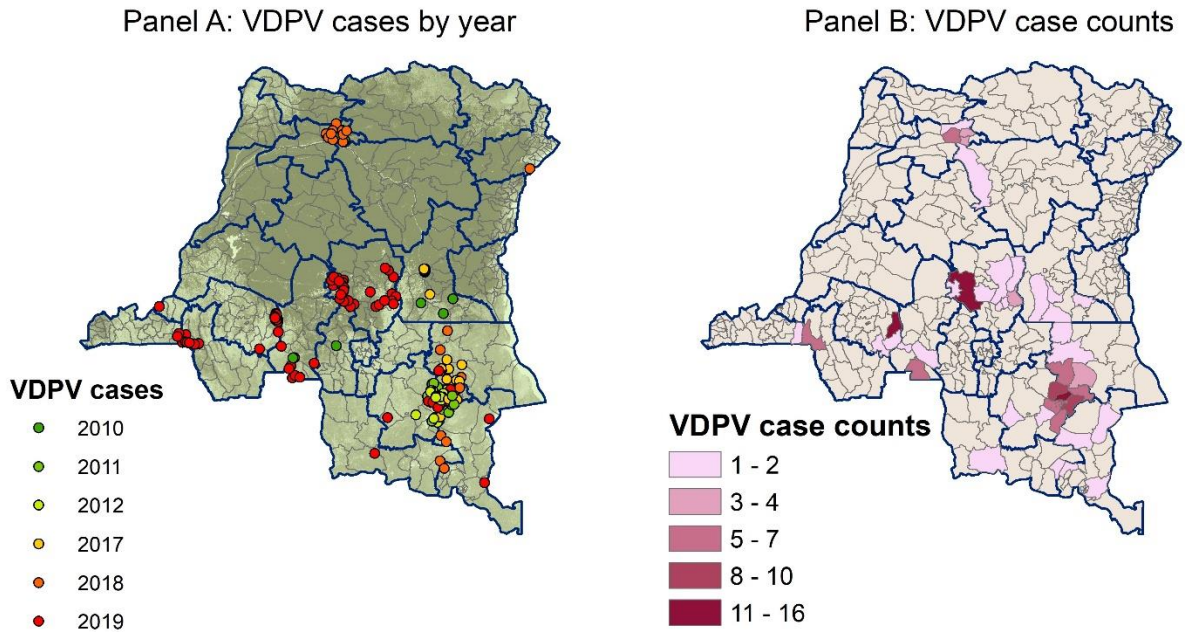 Panel A: VDPV cases by year
Panel B: VDPV case counts
VDPV cases
2010
2011
2012
2017
2018
2019
VDPV case counts
1 - 2
3 - 4
5 - 7
8 - 10
11 - 16